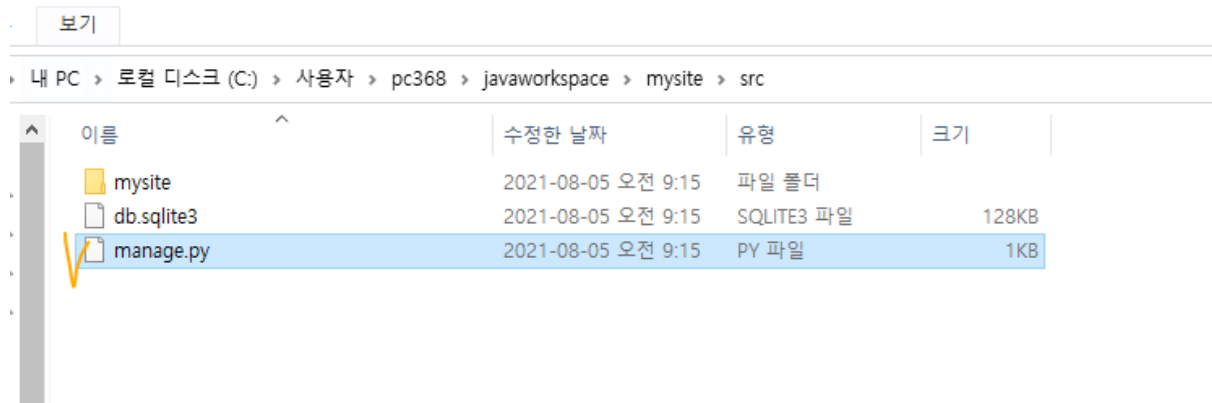 보기
내 PC > 로컬 디스크 (C:) > 사용자 > pc368 > javaworkspace > mysite > src
이름 수정한 날짜 유형 크기
mysite 2021-08-05 오전 9:15 파일 폴더
db.sqlite3 2021-08-05 오전 9:15 SQLITE3 파일 128KB
manage.py 2021-08-05 오전 9:15 PY 파일 1KB